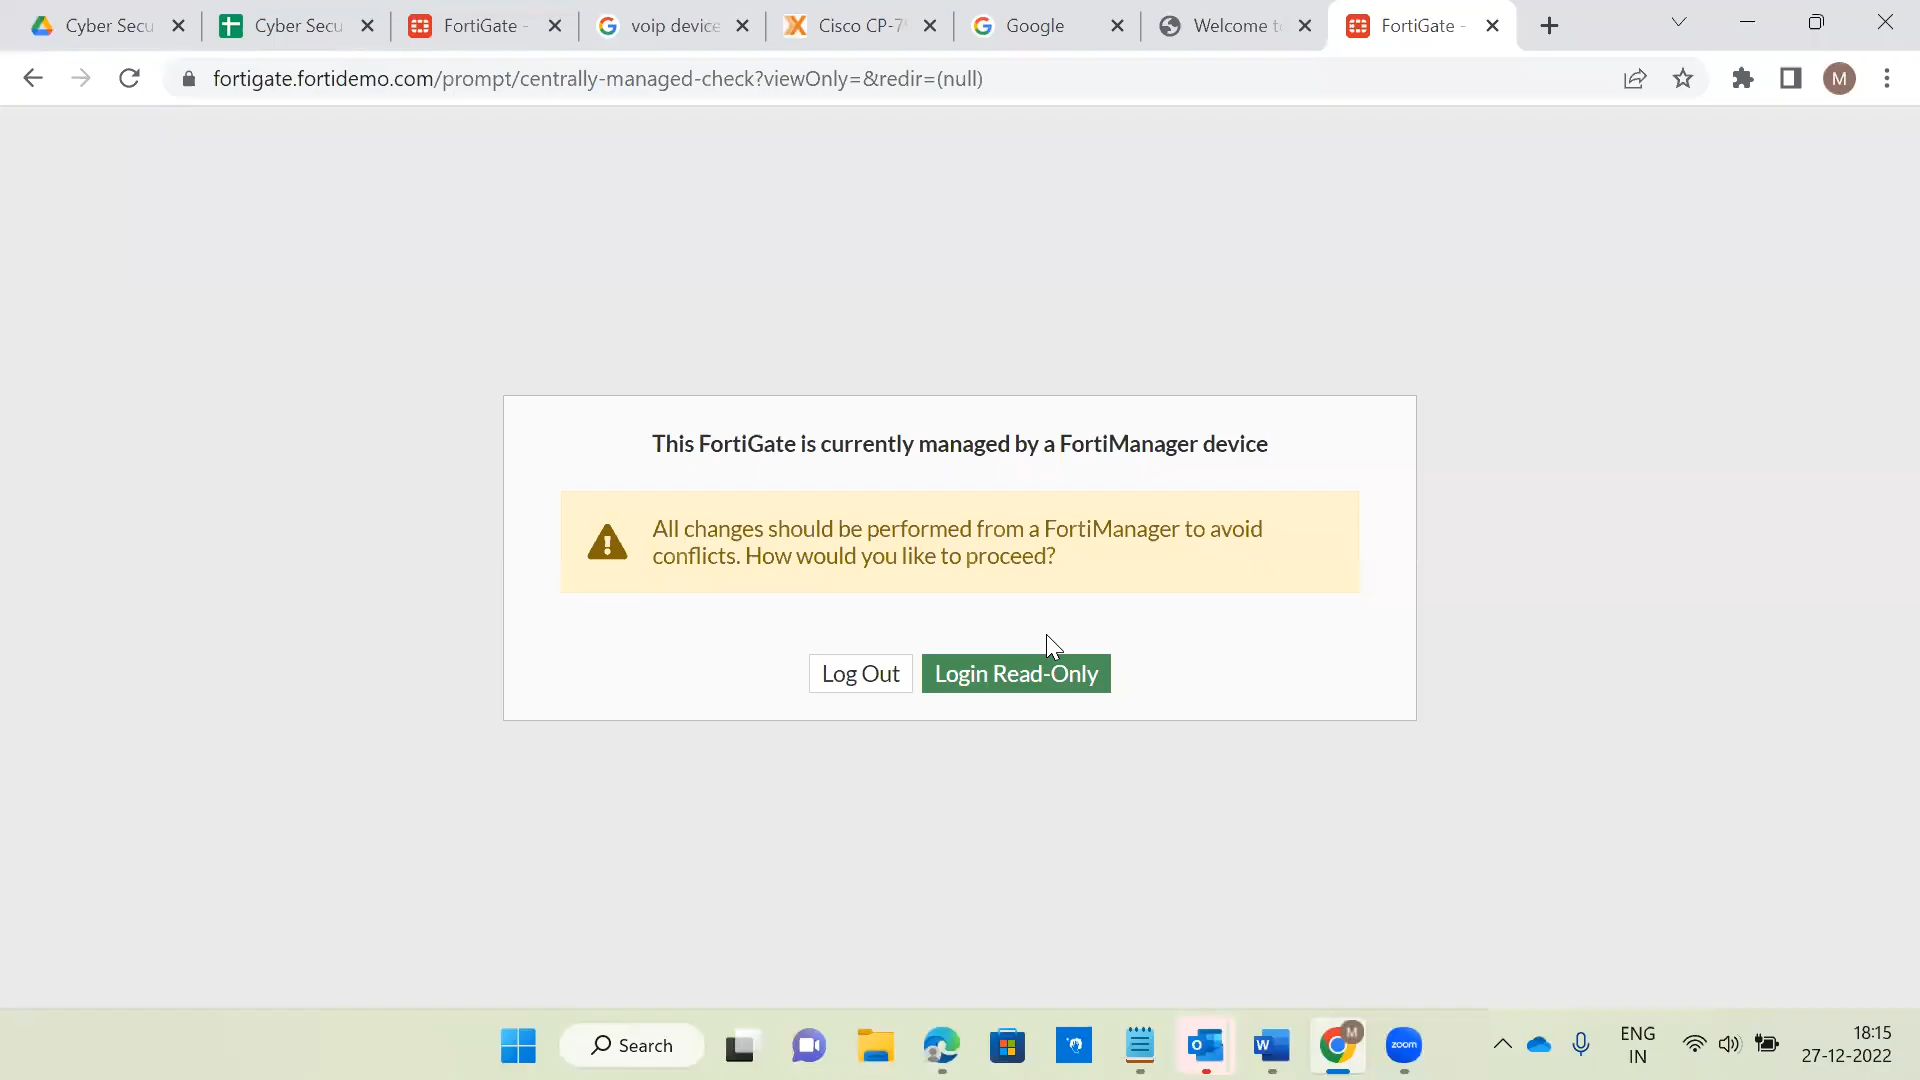 Cyber Secu
Cyber Secu
FortiGate -
voip device
Cisco CP-7
Google
Welcome to
FortiGate -
fortigate.fortidemo.com/prompt/centrally-managed-check?viewOnly=&redir=(null)
M
This FortiGate is currently managed by a FortiManager device
All changes should be performed from a FortiManager to avoid
conflicts. How would you like to proceed?
Log Out
Login Read-Only
Search
M
zoom
ENG
IN
18:15
27-12-2022